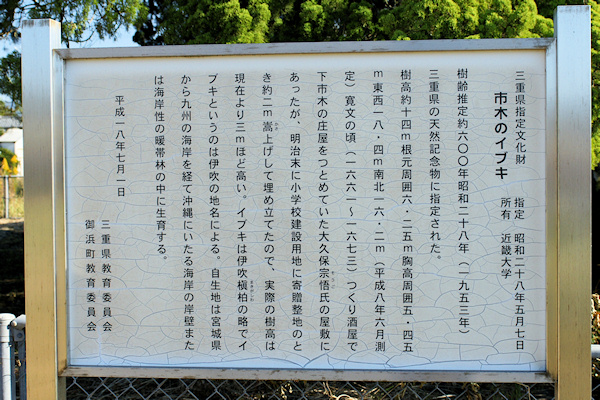 三重県指定文化財
市木のイブキ
指定 昭和二十八年五月七日
所有 近畿大学
樹齢推定約六〇〇年昭和二十八年(一九五三年)
三重県の天然記念物に指定された。
樹高約十四m根元周囲六・二五m胸高周囲五・四五
m東西一八・四m南北一六・二m(平成八年六月測
定)寛文の頃(一六六一〜一六七三)つくり酒屋で
下市木の庄屋をつとめていた大久保宗悟氏の屋敷に
あったが、明治末に小学校建設用地に寄贈整地のと
き約二m嵩上げして埋め立てたので、実際の樹高は
現在より三mほど高い。イブキは伊吹槇柏の略でイ
ブキというのは伊吹の地名による。自生地は宮城県
から九州の海岸を経て沖縄にいたる海岸の岸壁また
は海岸性の暖帯林の中に生育する。
平成一八年七月一日
三重県教育委員会
御浜町教育委員会